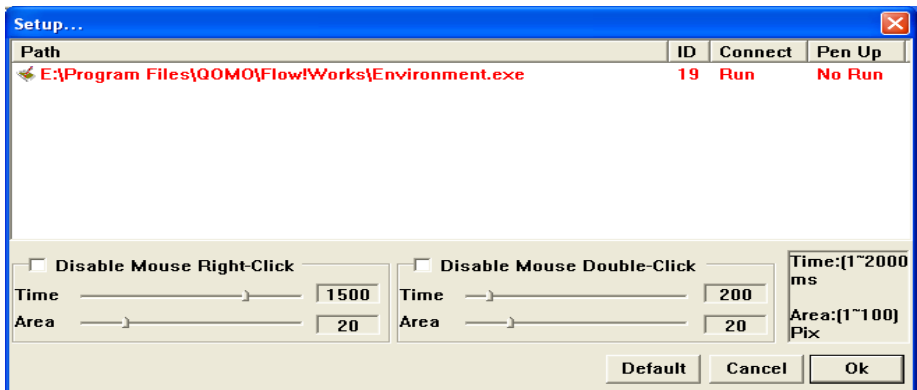 Setup...
Path ID Connect Pen Up
E:\Program Files\QOMO\Flow!Works\Environment.exe 19 Run No Run
Disable Mouse Right-Click
Time 1500
Area 20
Disable Mouse Double-Click
Time 200
Area 20
Time:(1~2000
ms
Area:(1~100)
Pix
Default Cancel Ok